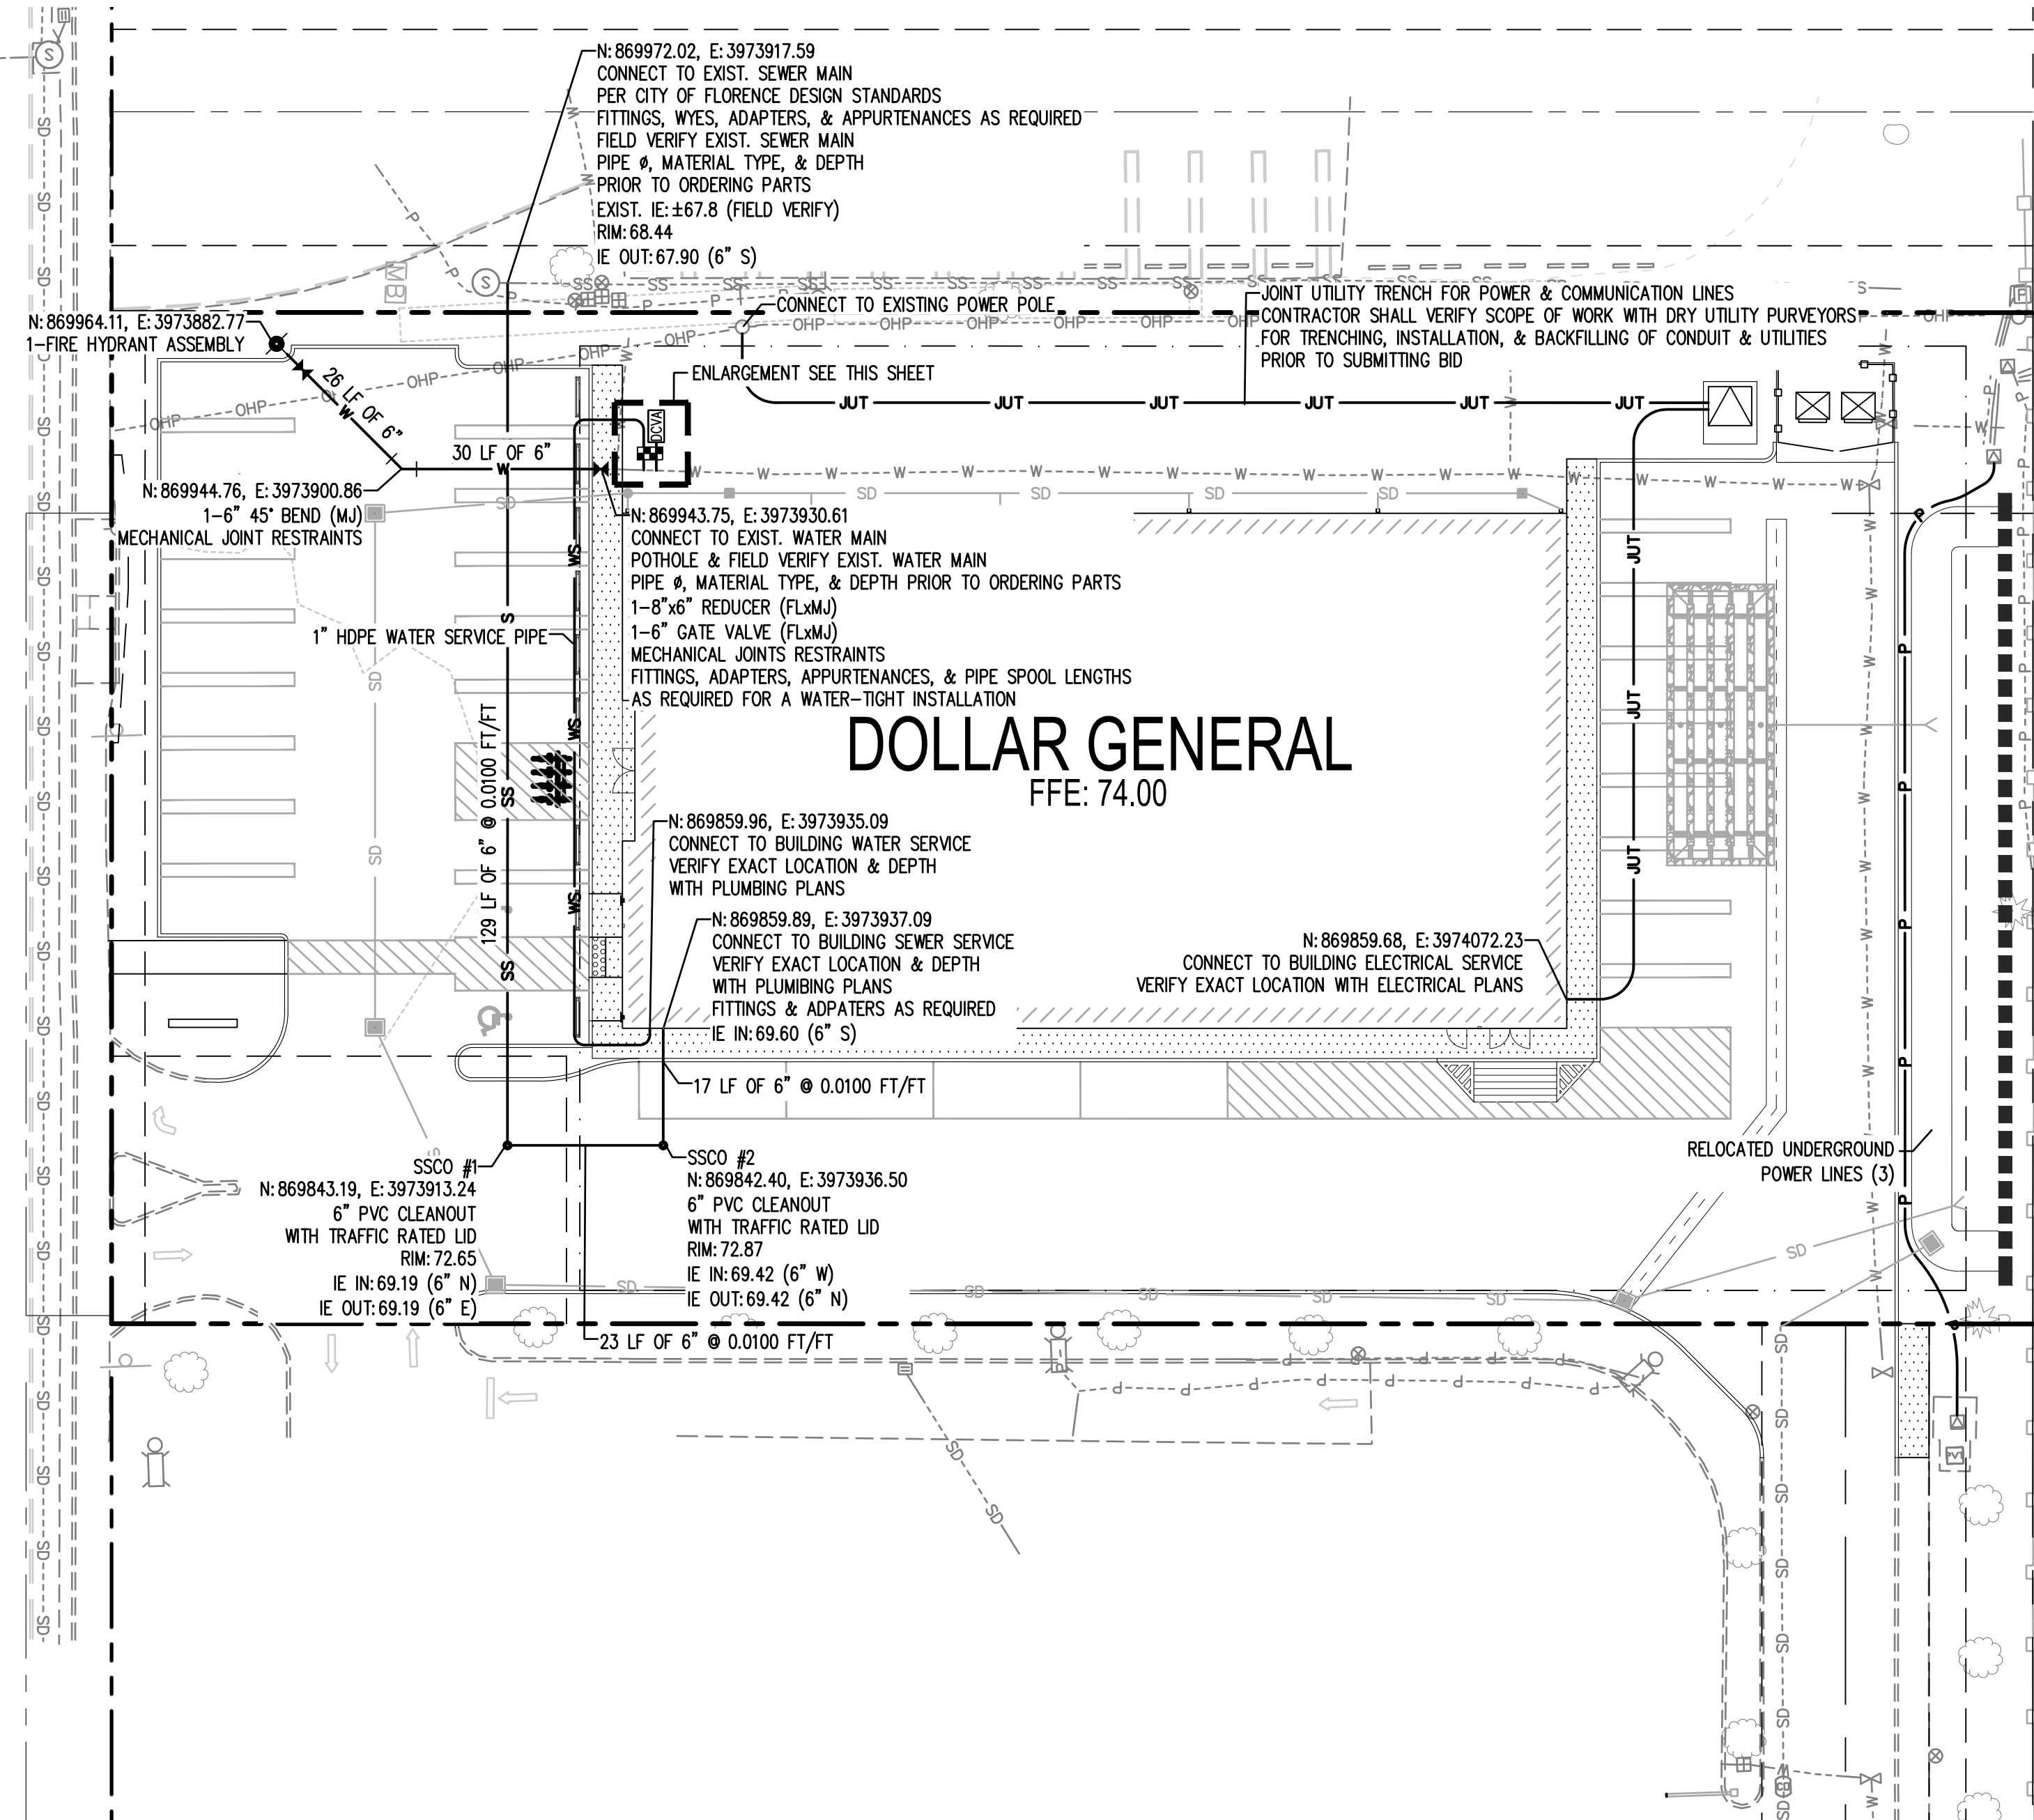 N: 869972.02, E: 3973917.59
CONNECT TO EXIST. SEWER MAIN
PER CITY OF FLORENCE DESIGN STANDARDS
FITTINGS, WYES, ADAPTERS, & APPURTENANCES AS REQUIRED
FIELD VERIFY EXIST. SEWER MAIN
PIPE Ø, MATERIAL TYPE, & DEPTH
PRIOR TO ORDERING PARTS
EXIST. IE: ±67.8 (FIELD VERIFY)
RIM: 68.44
IE OUT: 67.90 (6" S)
CONNECT TO EXISTING POWER POLE
JOINT UTILITY TRENCH FOR POWER & COMMUNICATION LINES
CONTRACTOR SHALL VERIFY SCOPE OF WORK WITH DRY UTILITY PURVEYORS
FOR TRENCHING, INSTALLATION, & BACKFILLING OF CONDUIT & UTILITIES
PRIOR TO SUBMITTING BID
N: 869964.11, E: 3973882.77
1-FIRE HYDRANT ASSEMBLY
26 LF OF 6"
W
ENLARGEMENT SEE THIS SHEET
DCVA
JUT JUT JUT JUT JUT JUT
30 LF OF 6"
W
N: 869944.76, E: 3973900.86
1-6" 45° BEND (MJ)
MECHANICAL JOINT RESTRAINTS
N: 869943.75, E: 3973930.61
CONNECT TO EXIST. WATER MAIN
POTHOLE & FIELD VERIFY EXIST. WATER MAIN
PIPE Ø, MATERIAL TYPE, & DEPTH PRIOR TO ORDERING PARTS
1-8"x6" REDUCER (FLxMJ)
1-6" GATE VALVE (FLxMJ)
MECHANICAL JOINTS RESTRAINTS
FITTINGS, ADAPTERS, APPURTENANCES, & PIPE SPOOL LENGTHS
AS REQUIRED FOR A WATER-TIGHT INSTALLATION
1" HDPE WATER SERVICE PIPE
129 LF OF 6" @ 0.0100 FT/FT
SS SS
WS WS WS
JUT JUT JUT
P P P P P P
DOLLAR GENERAL
FFE: 74.00
N: 869859.96, E: 3973935.09
CONNECT TO BUILDING WATER SERVICE
VERIFY EXACT LOCATION & DEPTH
WITH PLUMBING PLANS
N: 869859.89, E: 3973937.09
CONNECT TO BUILDING SEWER SERVICE
VERIFY EXACT LOCATION & DEPTH
WITH PLUMIBING PLANS
FITTINGS & ADPATERS AS REQUIRED
IE IN: 69.60 (6" S)
N: 869859.68, E: 3974072.23
CONNECT TO BUILDING ELECTRICAL SERVICE
VERIFY EXACT LOCATION WITH ELECTRICAL PLANS
17 LF OF 6" @ 0.0100 FT/FT
SSCO #1
N: 869843.19, E: 3973913.24
6" PVC CLEANOUT
WITH TRAFFIC RATED LID
RIM: 72.65
IE IN: 69.19 (6" N)
IE OUT: 69.19 (6" E)
SSCO #2
N: 869842.40, E: 3973936.50
6" PVC CLEANOUT
WITH TRAFFIC RATED LID
RIM: 72.87
IE IN: 69.42 (6" W)
IE OUT: 69.42 (6" N)
23 LF OF 6" @ 0.0100 FT/FT
RELOCATED UNDERGROUND
POWER LINES (3)